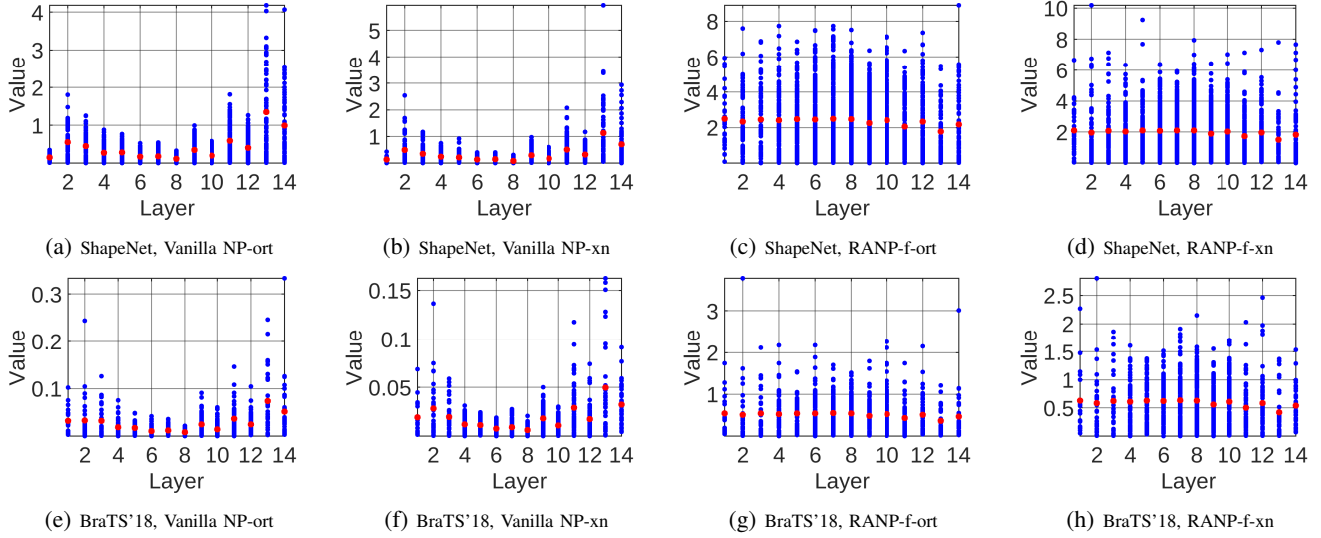 4
3
2
1
Value
2 4 6 8 10 12 14
Layer
(a) ShapeNet, Vanilla NP-ort
5
4
3
2
1
Value
2 4 6 8 10 12 14
Layer
(b) ShapeNet, Vanilla NP-xn
8
6
4
2
Value
2 4 6 8 10 12 14
Layer
(c) ShapeNet, RANP-f-ort
10
8
6
4
2
Value
2 4 6 8 10 12 14
Layer
(d) ShapeNet, RANP-f-xn
0.3
0.2
0.1
Value
2 4 6 8 10 12 14
Layer
(e) BraTS'18, Vanilla NP-ort
0.15
0.1
0.05
Value
2 4 6 8 10 12 14
Layer
(f) BraTS'18, Vanilla NP-xn
3
2
1
Value
2 4 6 8 10 12 14
Layer
(g) BraTS'18, RANP-f-ort
2.5
2
1.5
1
0.5
Value
2 4 6 8 10 12 14
Layer
(h) BraTS'18, RANP-f-xn